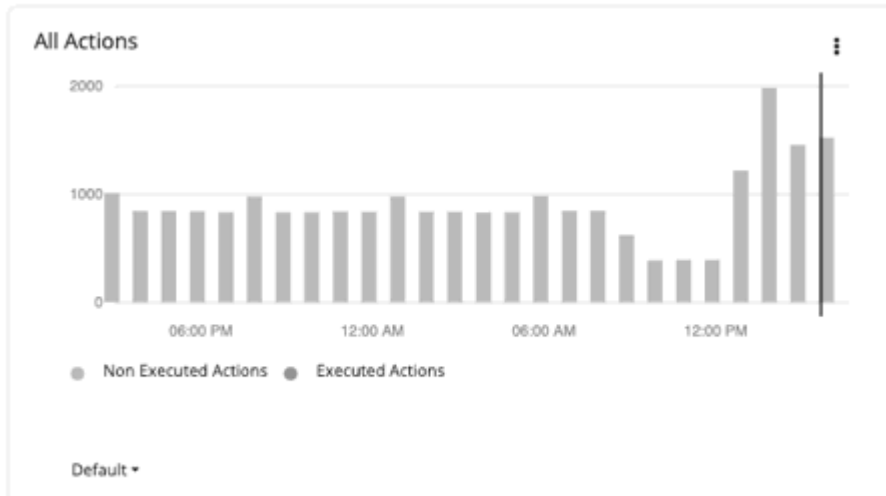 All Actions
2000
1000
0
06:00 PM 12:00 AM 06:00 AM 12:00 PM
Non Executed Actions Executed Actions
Default